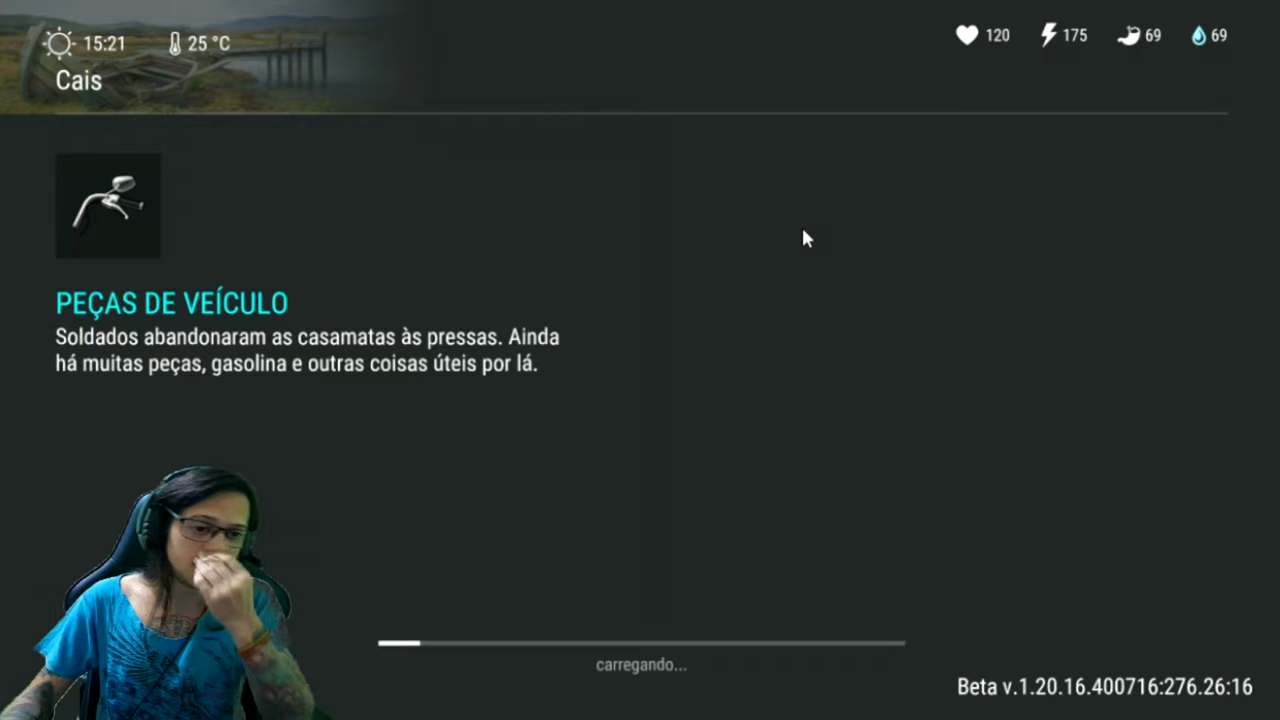 15:21 25 °C 120 175 69 69
Cais
PEÇAS DE VEÍCULO
Soldados abandonaram as casamatas às pressas. Ainda
há muitas peças, gasolina e outras coisas úteis por lá.
carregando...
Beta v.1.20.16.400716:276.26:16